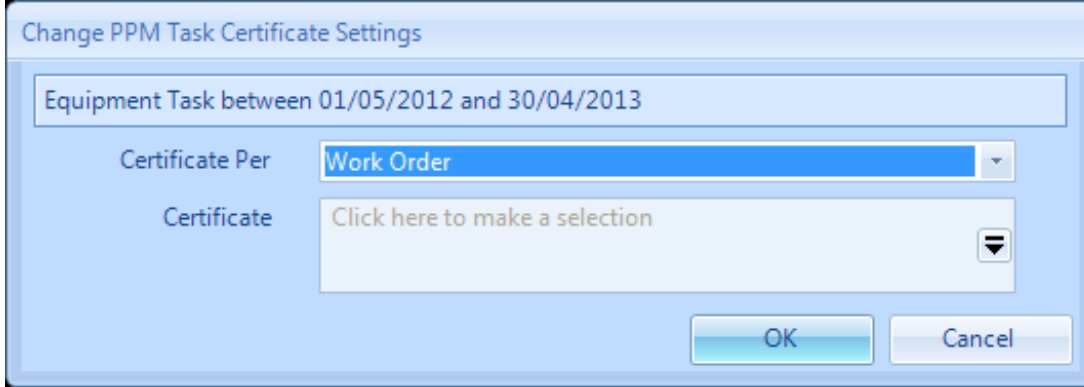 Change PPM Task Certificate Settings
Equipment Task between 01/05/2012 and 30/04/2013
Certificate Per Work Order
Certificate Click here to make a selection
OK Cancel